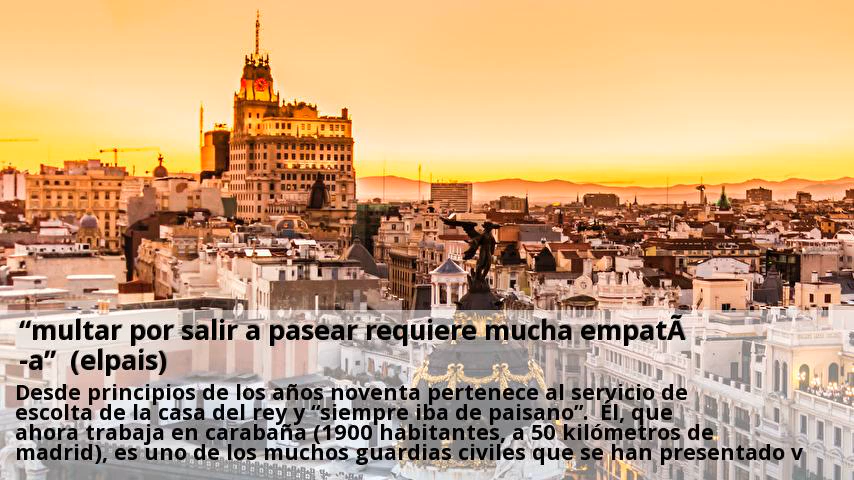 “multar por salir a pasear requiere mucha empatÃ
-a” (elpais)
Desde principios de los años noventa pertenece al servicio de
escolta de la casa del rey y “siempre iba de paisano”. Él, que
ahora trabaja en carabaña (1900 habitantes, a 50 kilómetros de
madrid), es uno de los muchos guardias civiles que se han presentado v